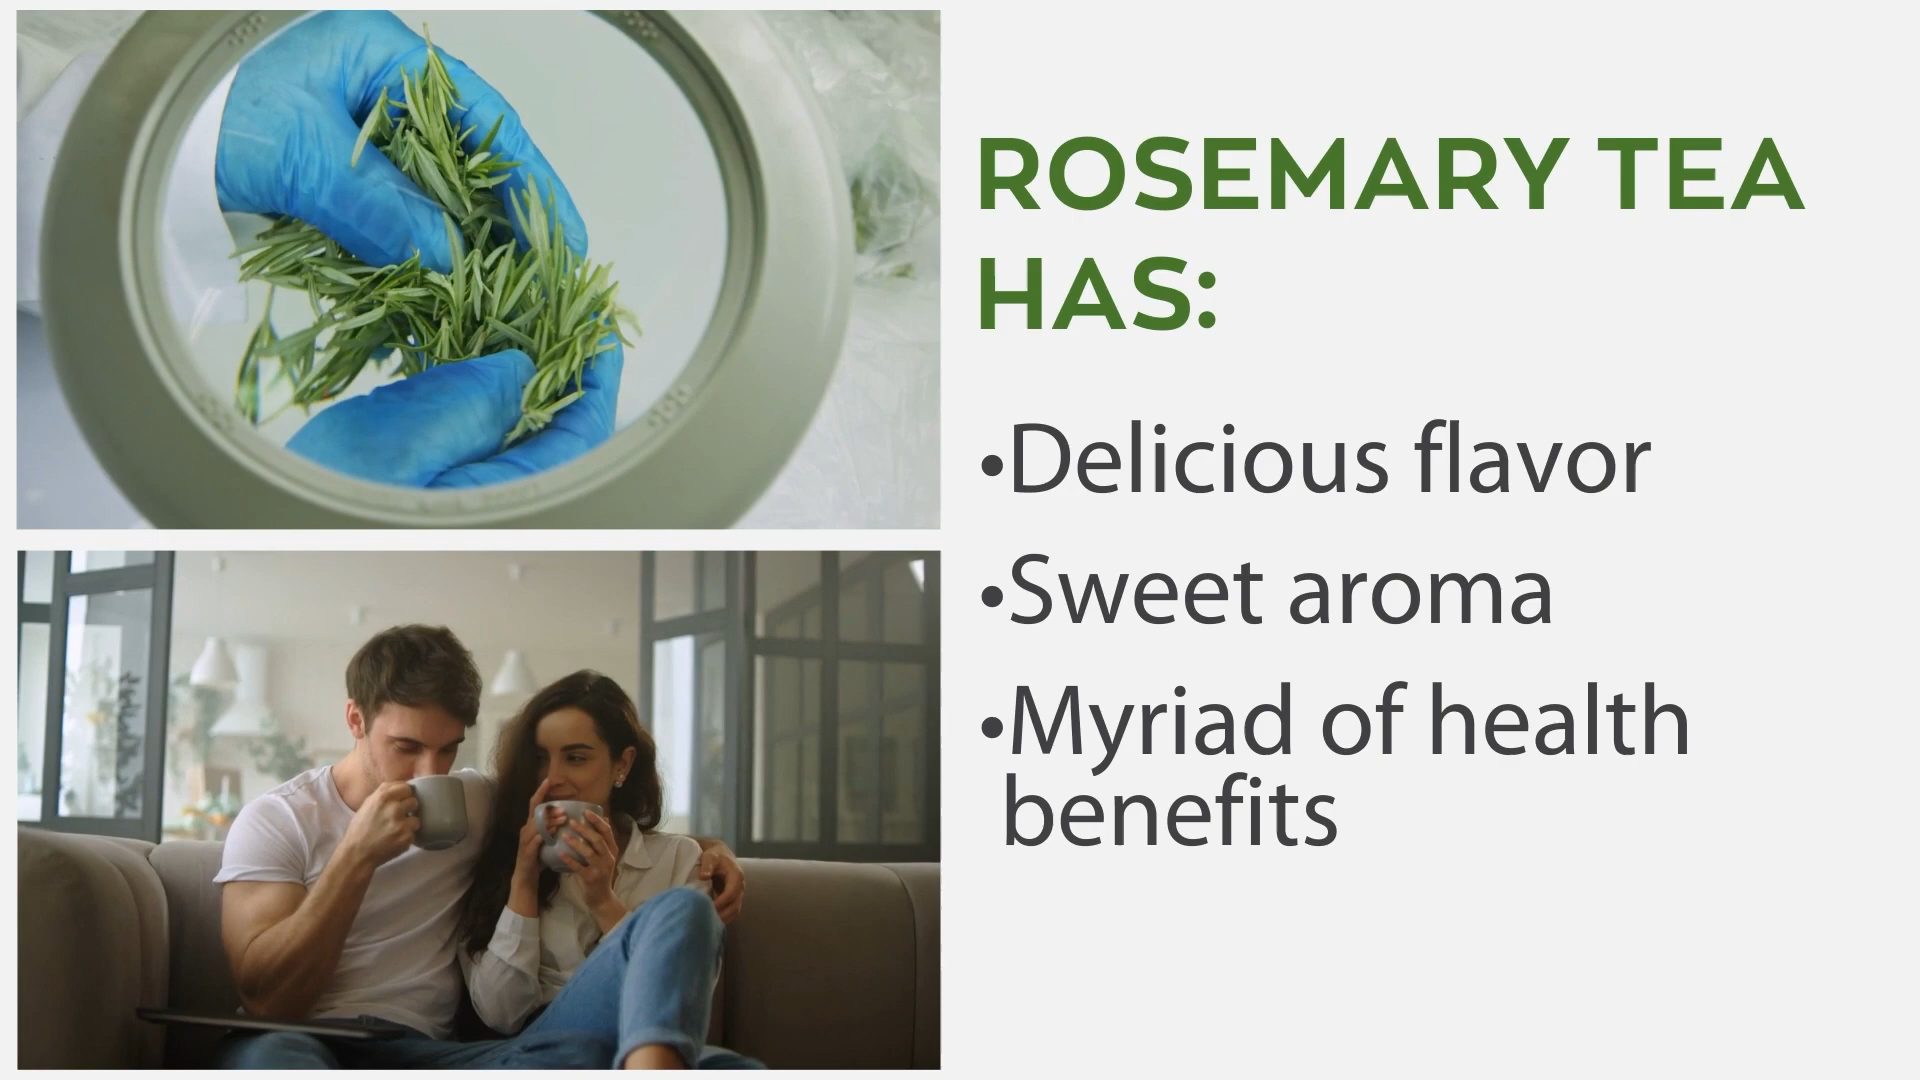 ROSEMARY TEA
HAS:
•Delicious flavor
•Sweet aroma
•Myriad of health
benefits